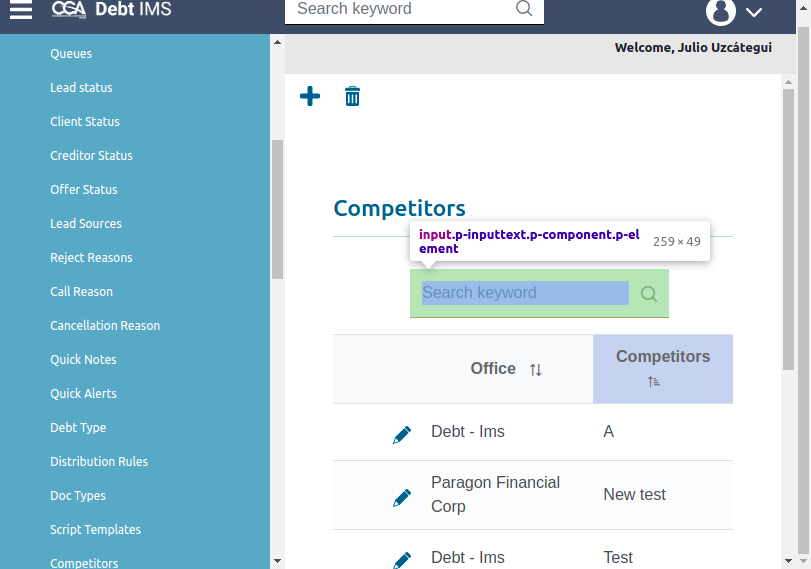 CGA Debt IMS
Search keyword
Welcome, Julio Uzcátegui
Queues
Lead status
Client Status
Creditor Status
Offer Status
Lead Sources
Reject Reasons
Call Reason
Cancellation Reason
Quick Notes
Quick Alerts
Debt Type
Distribution Rules
Doc Types
Script Templates
Competitors
Competitors
input.p-inputtext.p-component.p-el
ement
259 × 49
Search keyword
Office
Competitors
Debt - Ims
A
Paragon Financial
Corp
New test
Debt - Ims
Test